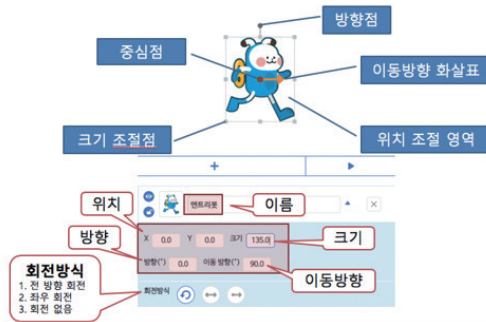 방향점
중심점
이동방향 화살표
크기 조절점
위치 조절 영역
위치
엔트리봇
이름
X 0.0 Y 0.0 크기 135.0
크기
방향
방향(°) 0.0 이동 방향(°) 90.0
이동방향
회전방식
1. 전 방향 회전
2. 좌우 회전
3. 회전 없음
회전방식